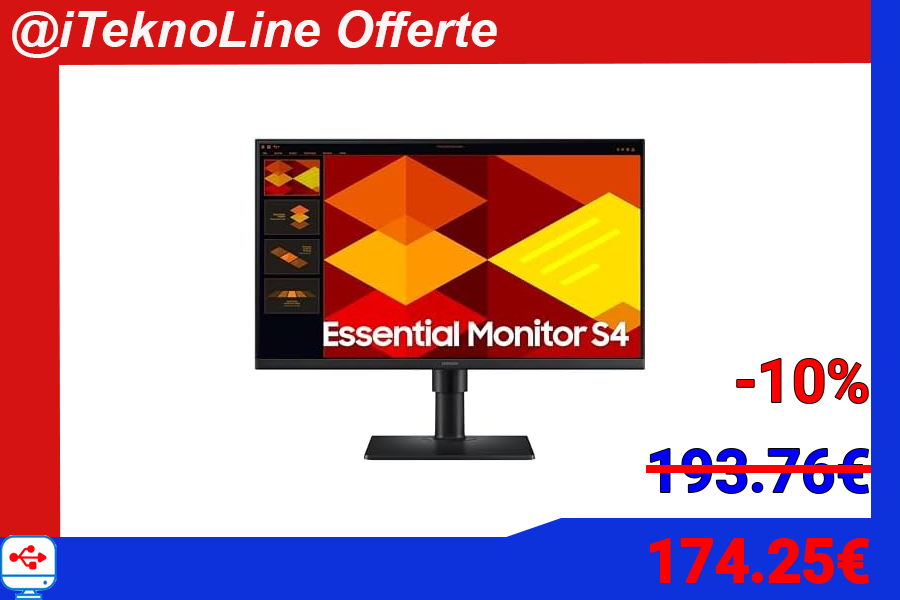 @iTeknoLine Offerte
Essential Monitor S4
-10%
193.76€
174.25€